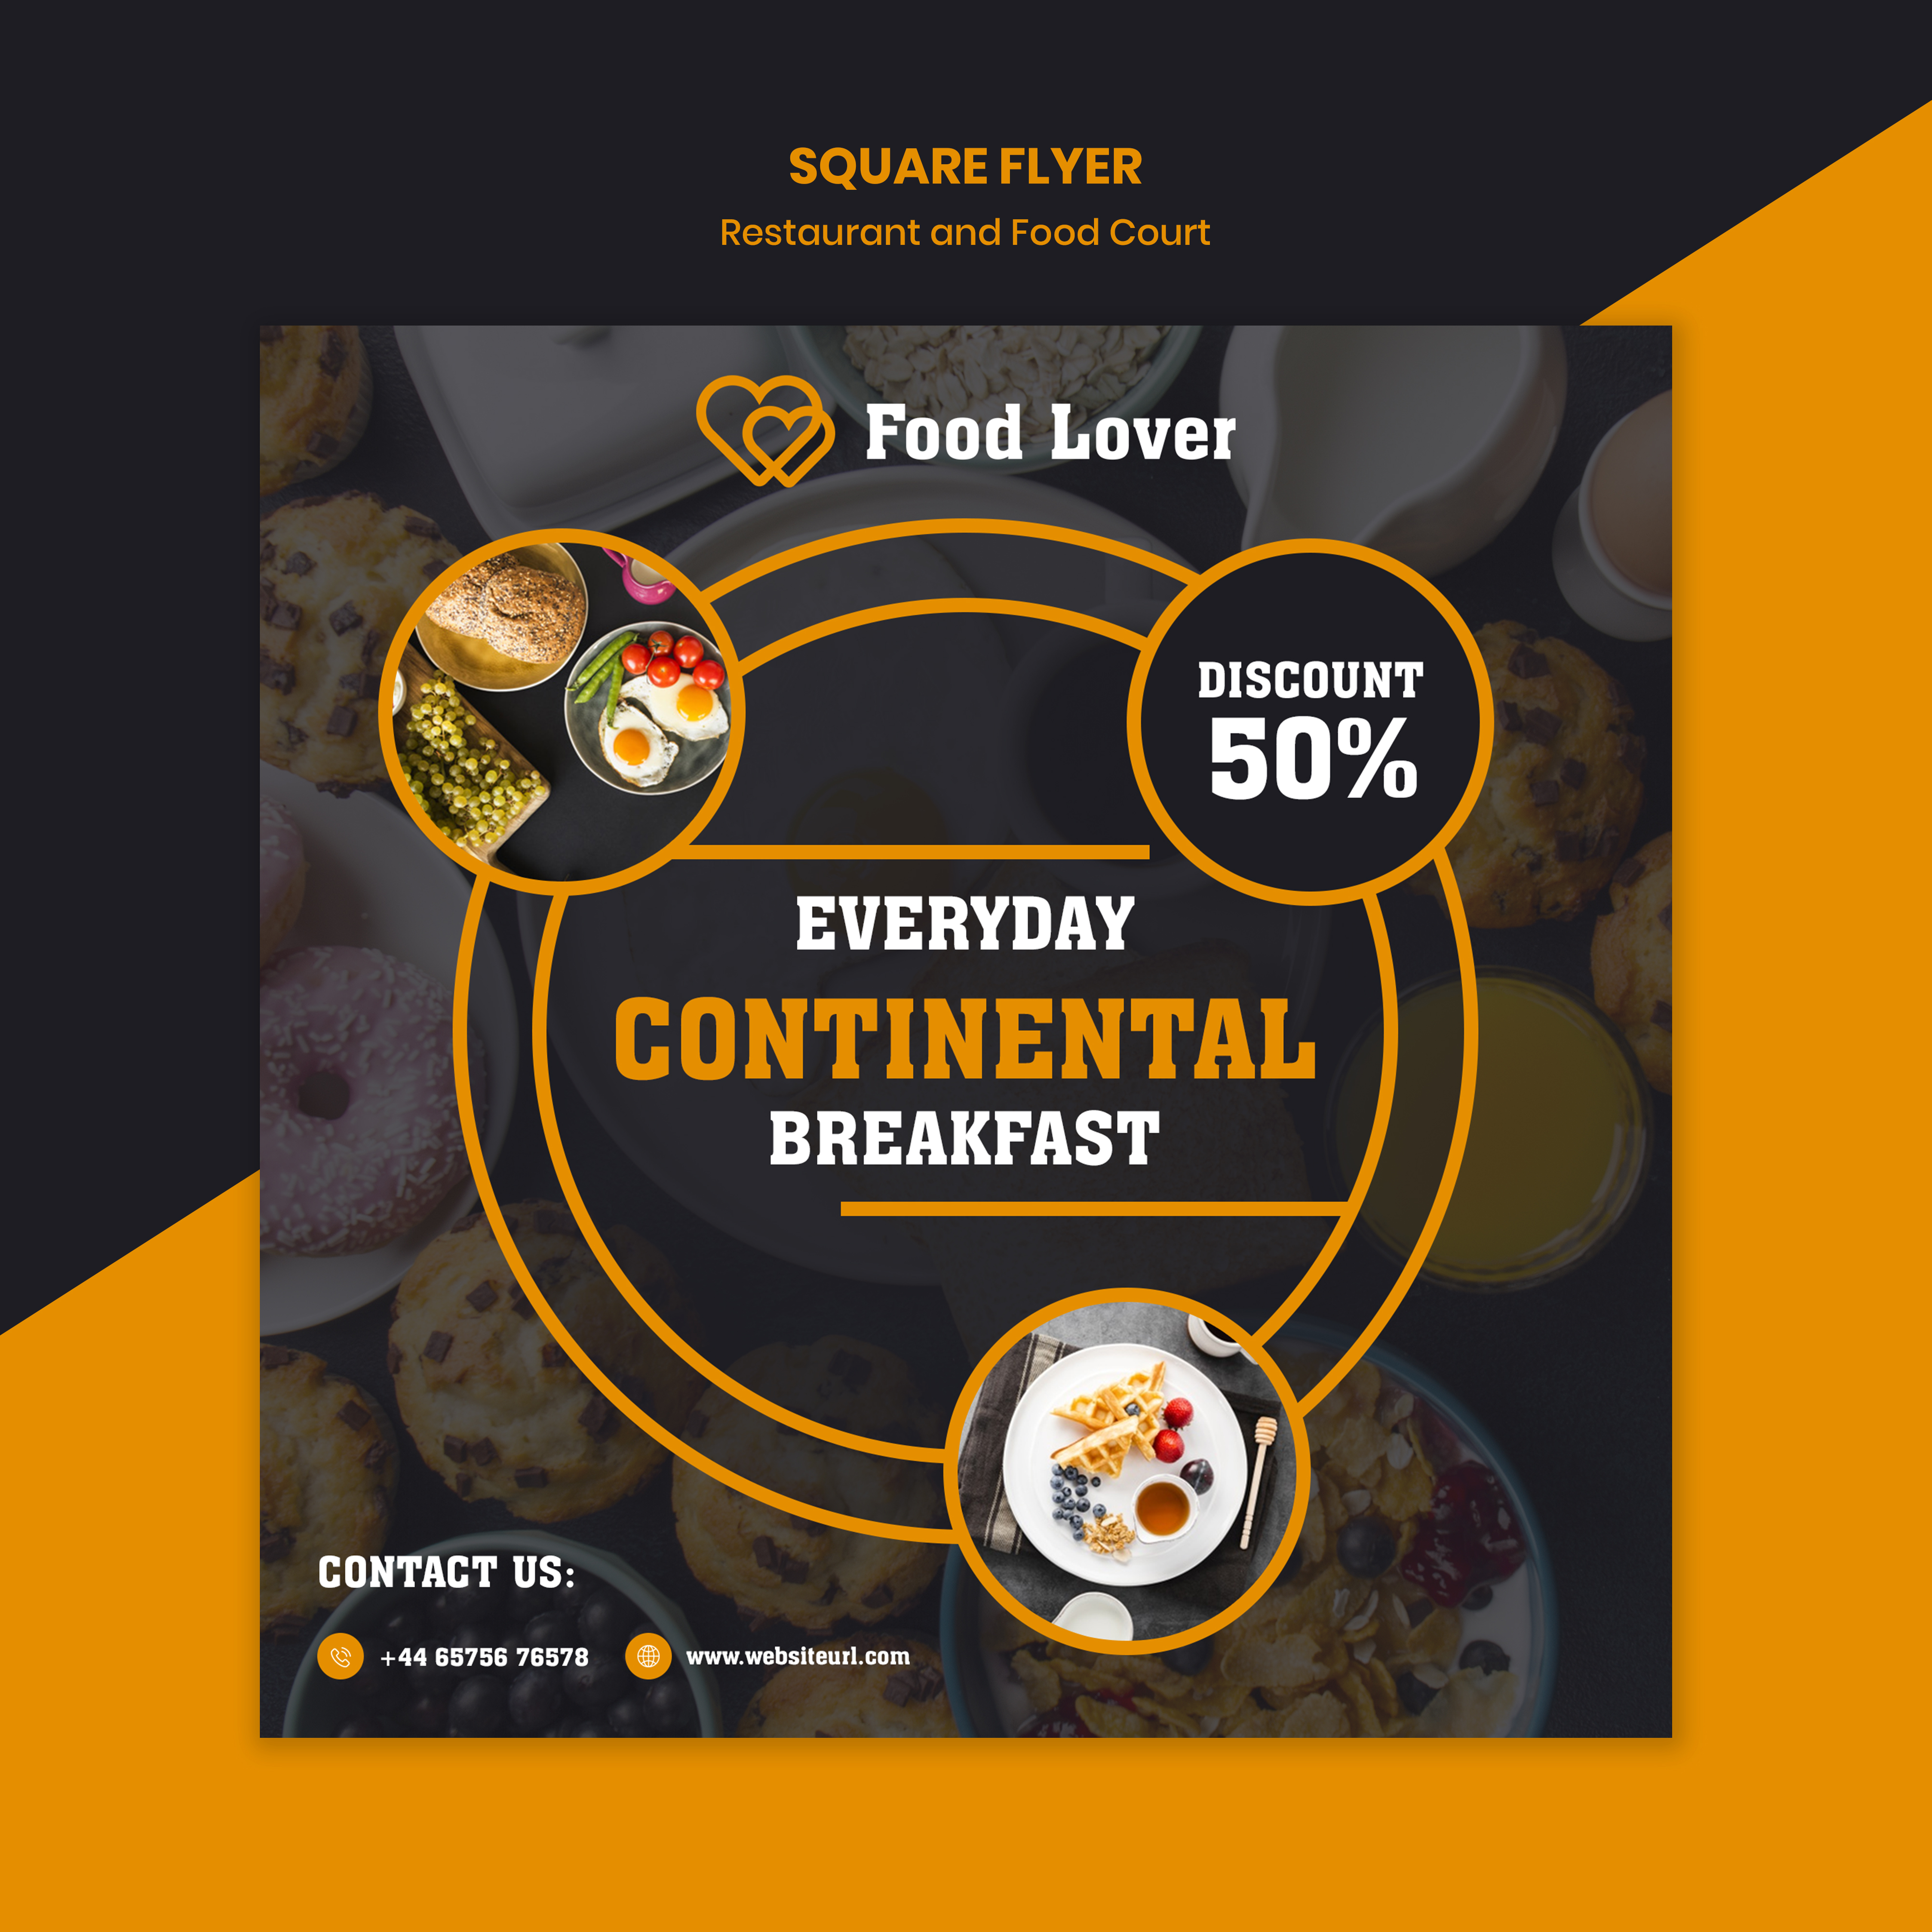 SQUARE FLYER
Restaurant and Food Court
Food Lover
DISCOUNT
50%
EVERYDAY
CONTINENTAL
BREAKFAST
CONTACT US:
+44 65756 76578
www.websiteurl.com